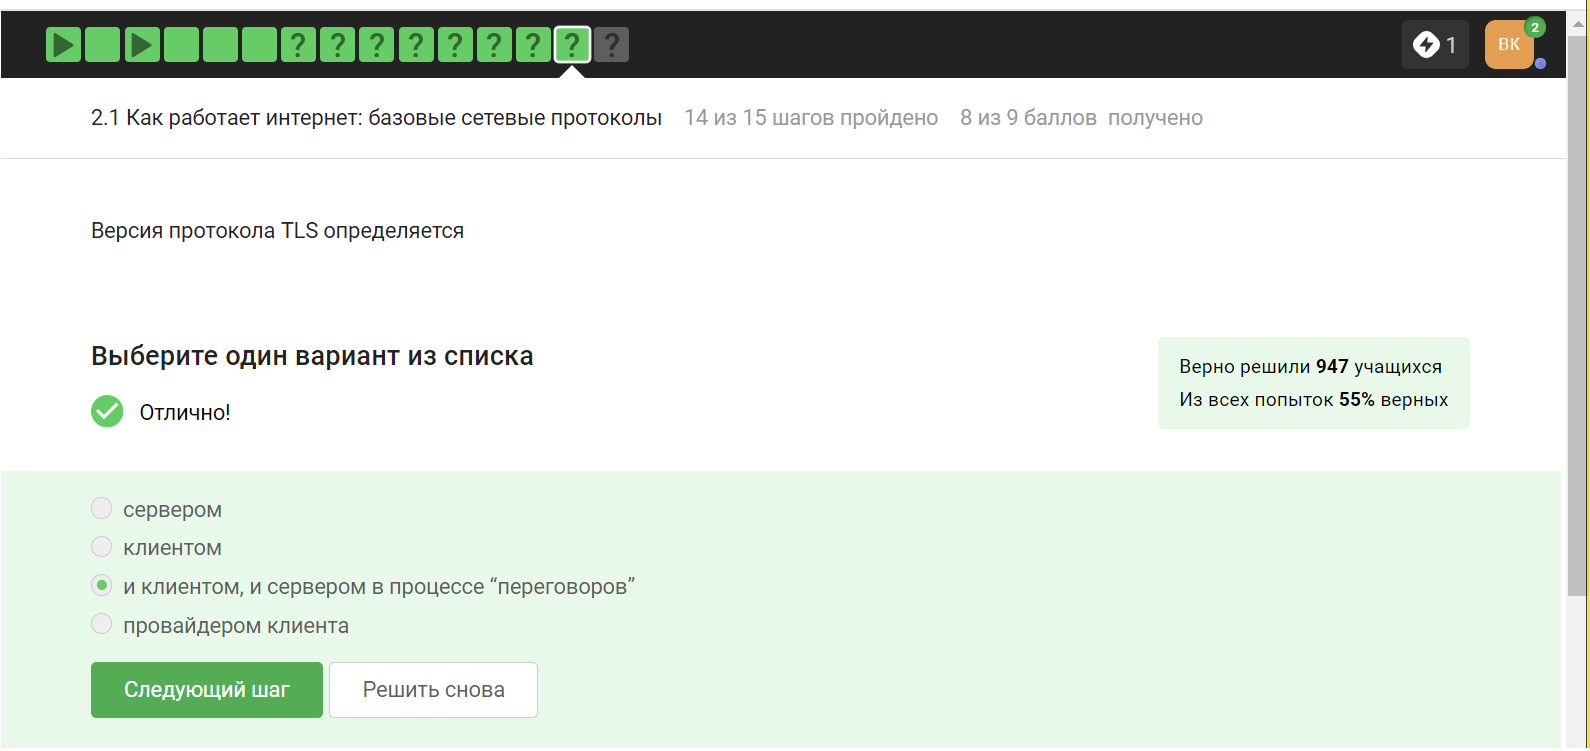 ? ? ? ? ? ? ? ? ?
1
ВК
2
2.1 Как работает интернет: базовые сетевые протоколы 14 из 15 шагов пройдено 8 из 9 баллов получено
Версия протокола TLS определяется
Выберите один вариант из списка
Отлично!
Верно решили 947 учащихся
Из всех попыток 55% верных
сервером
клиентом
и клиентом, и сервером в процессе “переговоров”
провайдером клиента
Следующий шаг
Решить снова